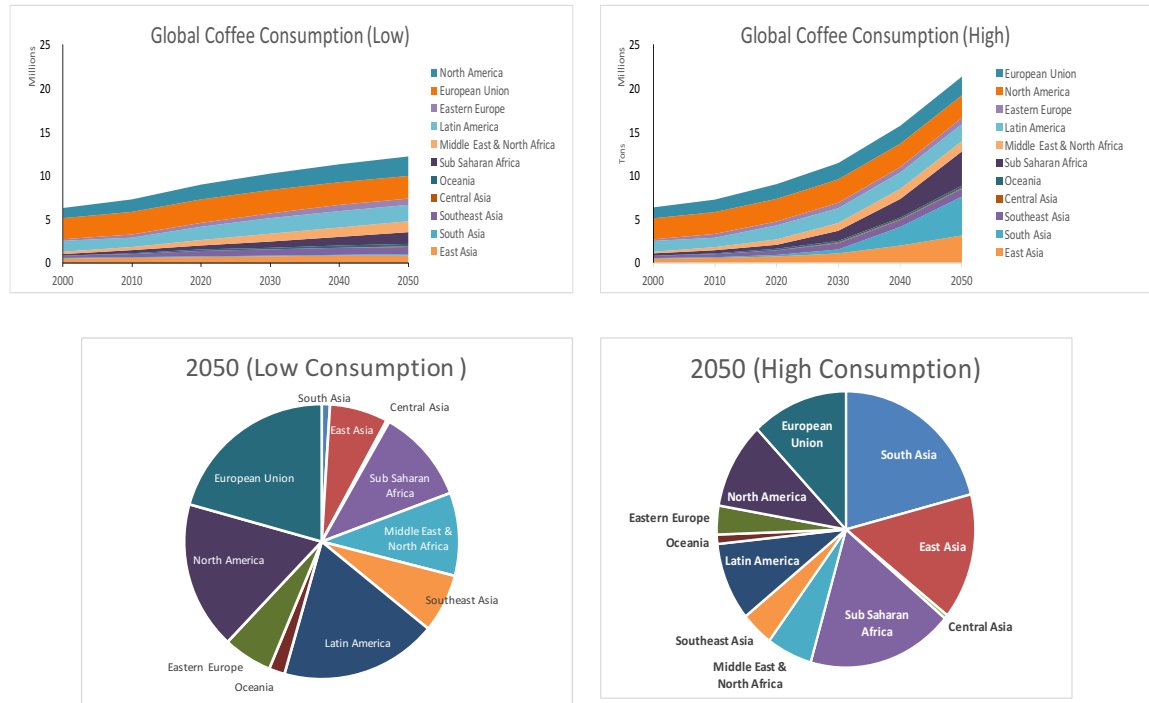 Global Coffee Consumption (Low)
Millions
25
20
15
10
5
0
2000 2010 2020 2030 2040 2050
North America
European Union
Eastern Europe
Latin America
Middle East & North Africa
Sub Saharan Africa
Oceania
Central Asia
Southeast Asia
South Asia
East Asia
Global Coffee Consumption (High)
Millions
Tons
25
20
15
10
5
0
2000 2010 2020 2030 2040 2050
European Union
North America
Eastern Europe
Latin America
Middle East & North Africa
Sub Saharan Africa
Oceania
Central Asia
Southeast Asia
South Asia
East Asia
2050 (Low Consumption )
South Asia
East Asia
Central Asia
Sub Saharan
Africa
Middle East &
North Africa
Southeast Asia
Latin America
Oceania
Eastern Europe
North America
European Union
2050 (High Consumption)
South Asia
East Asia
Central Asia
Sub Saharan
Africa
Middle East &
North Africa
Southeast Asia
Latin America
Oceania
Eastern Europe
North America
European
Union